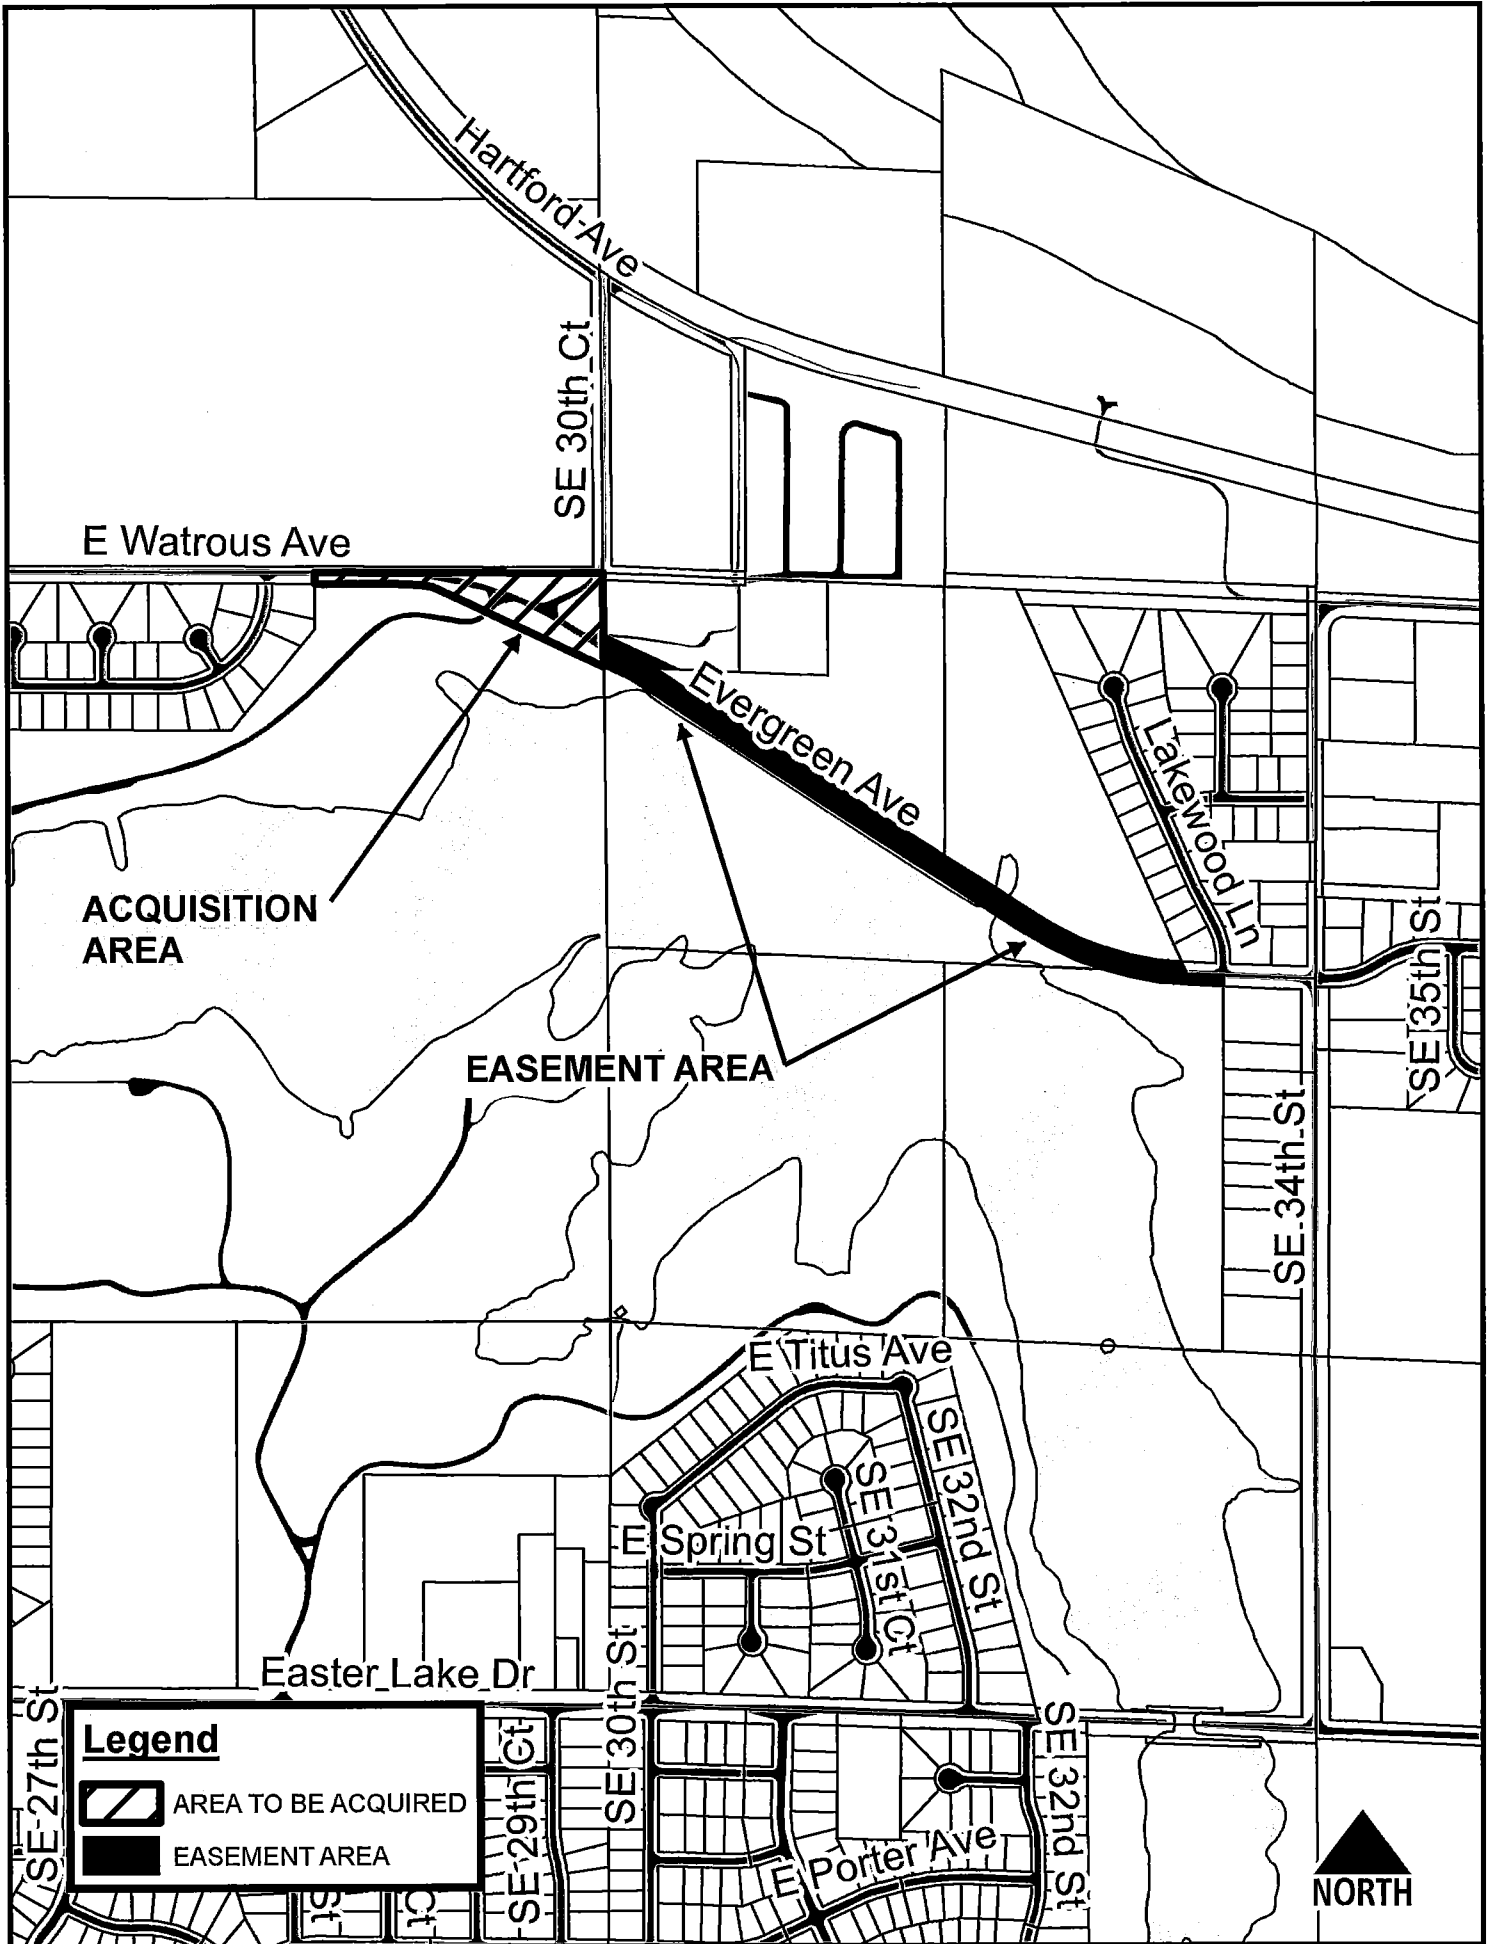 Hartford Ave
SE 30th Ct
E Watrous Ave
Evergreen Ave
Lakewood Ln
ACQUISITION
AREA
SE 35th St
EASEMENT AREA
SE 34th St
E Titus Ave
SE 32nd St
SE 31st Ct
E Spring St
SE 30th St
Easter Lake Dr
SE 27th St
SE 29th Ct
SE 32nd St
E Porter Ave
St
Ct
Legend
AREA TO BE ACQUIRED
EASEMENT AREA
NORTH